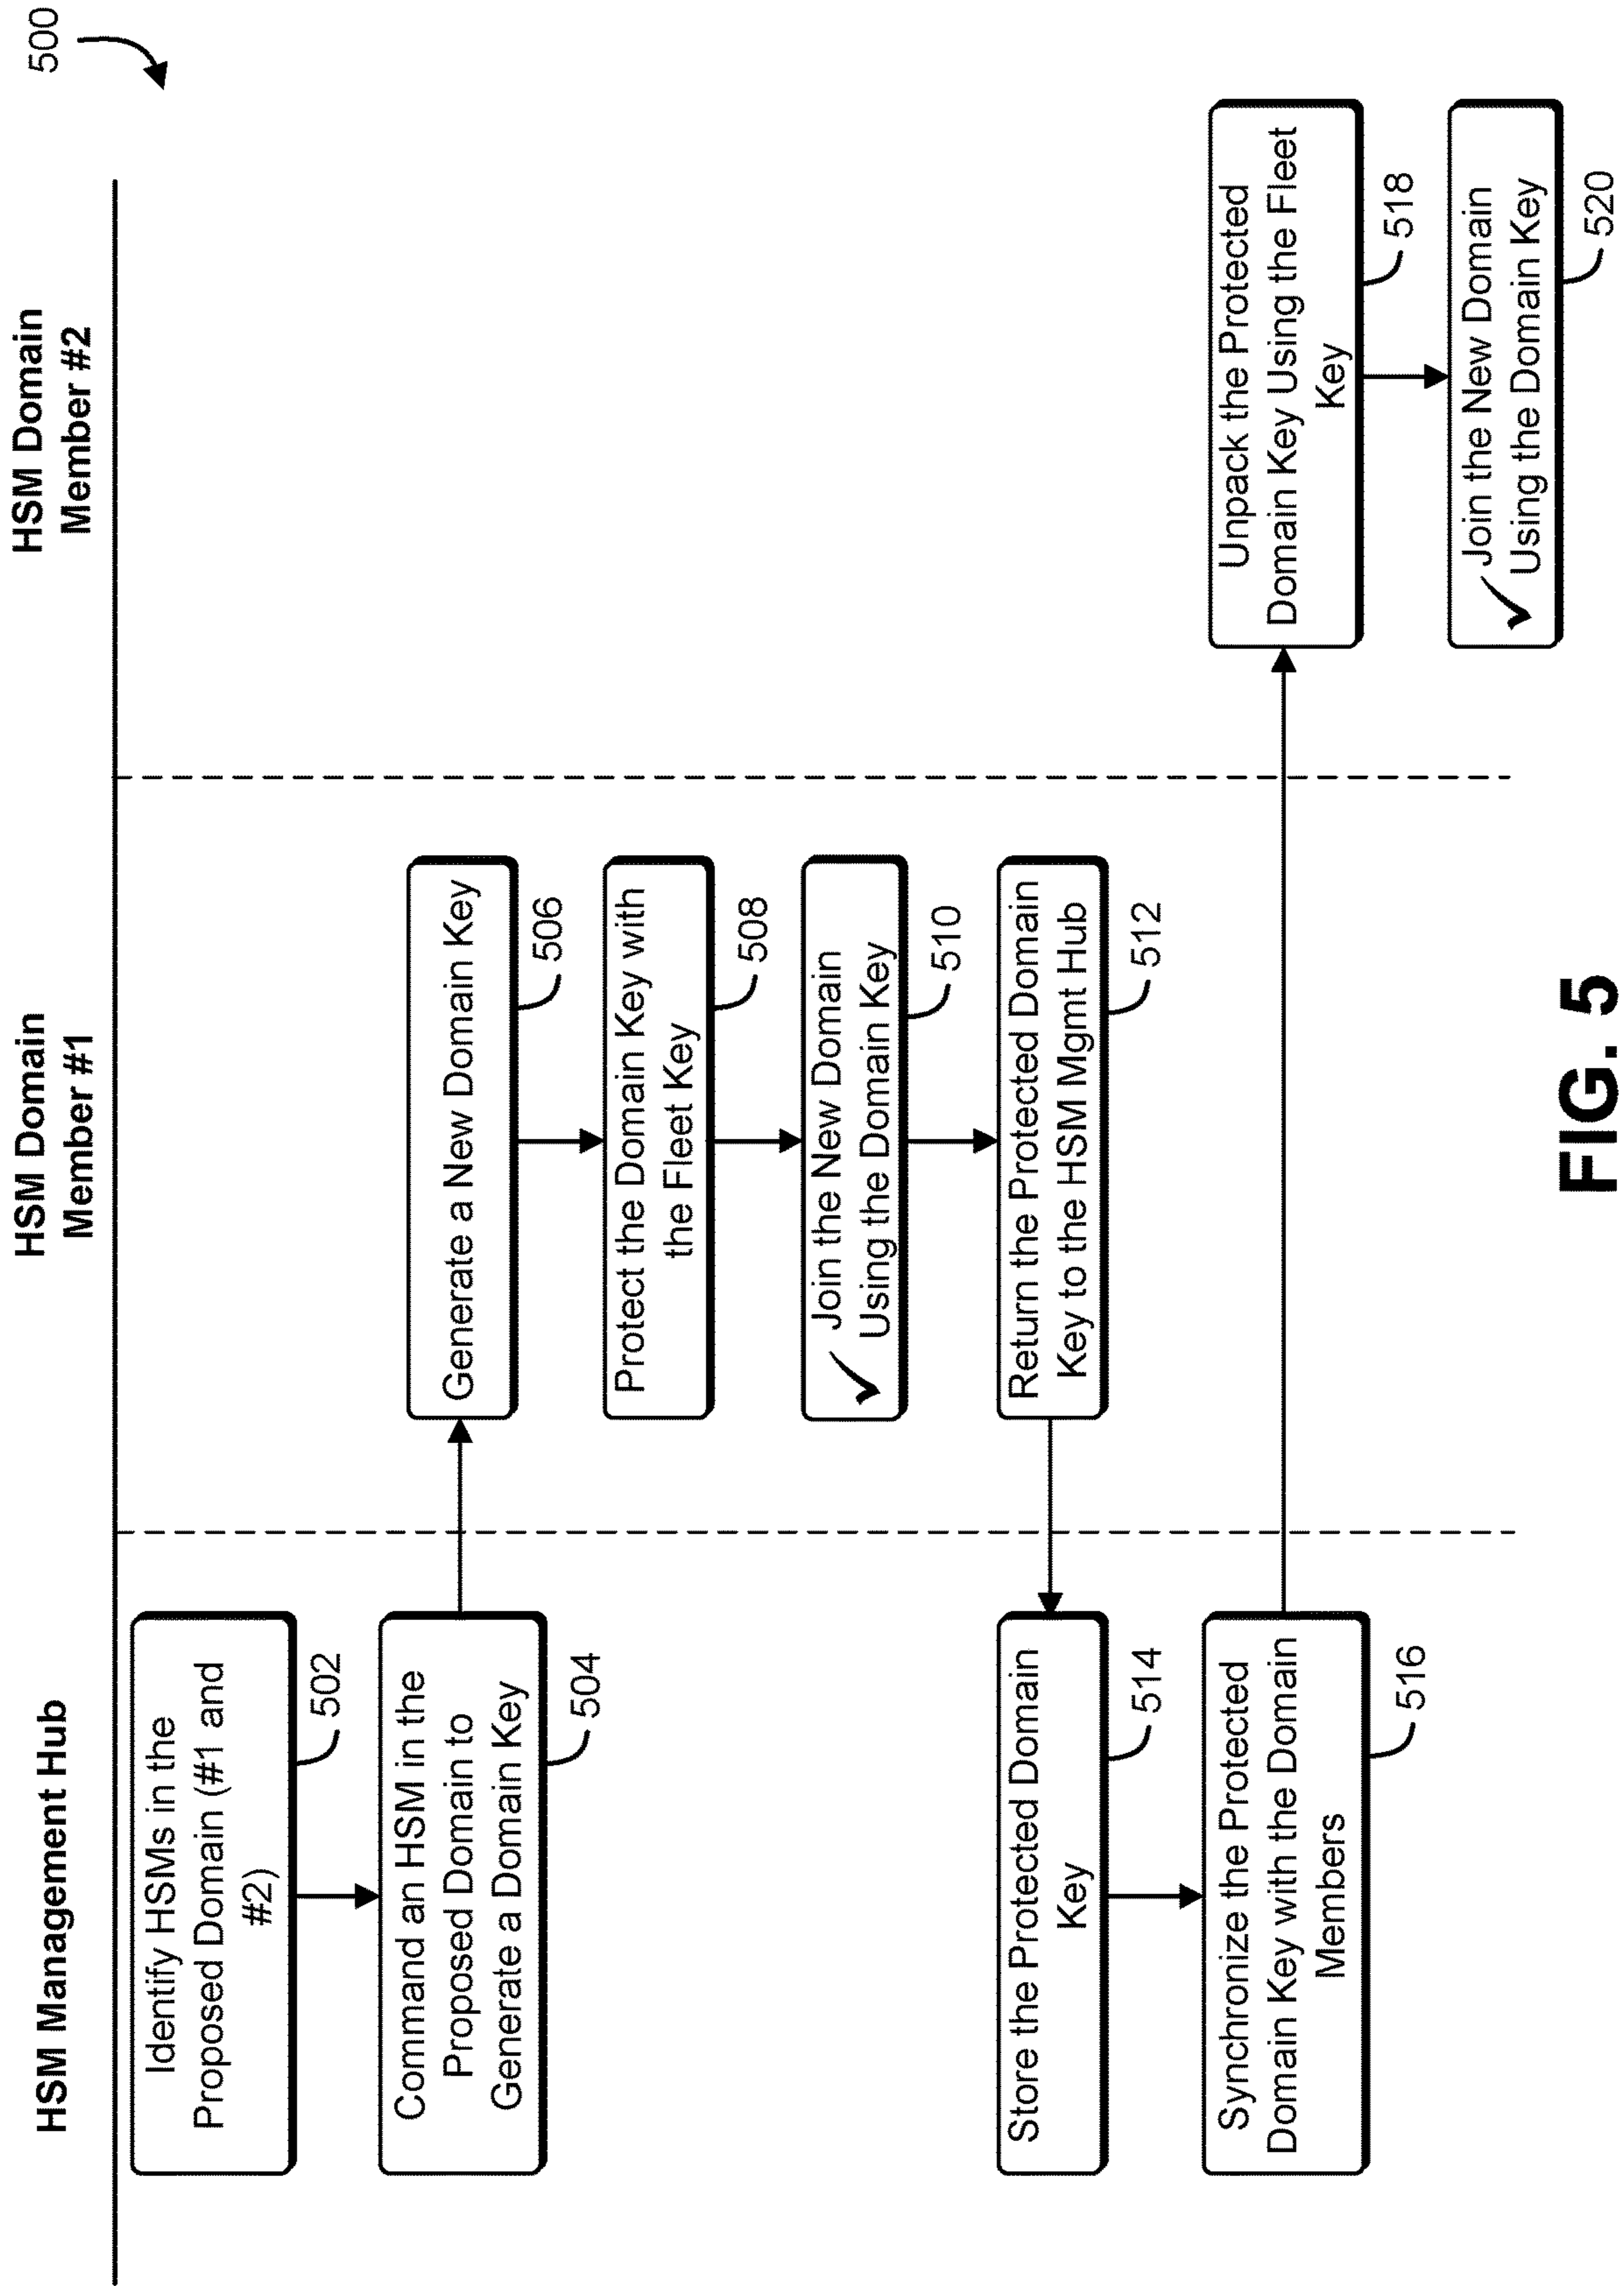 500
HSM Management Hub
HSM Domain
Member #1
HSM Domain
Member #2
Identify HSMs in the
Proposed Domain (#1 and
#2)
502
Command an HSM in the
Proposed Domain to
Generate a Domain Key
504
Generate a New Domain Key
506
Protect the Domain Key with
the Fleet Key
508
Join the New Domain
Using the Domain Key
510
Return the Protected Domain
Key to the HSM Mgmt Hub
512
Store the Protected Domain
Key
514
Synchronize the Protected
Domain Key with the Domain
Members
516
Unpack the Protected
Domain Key Using the Fleet
Key
518
Join the New Domain
Using the Domain Key
520
FIG. 5